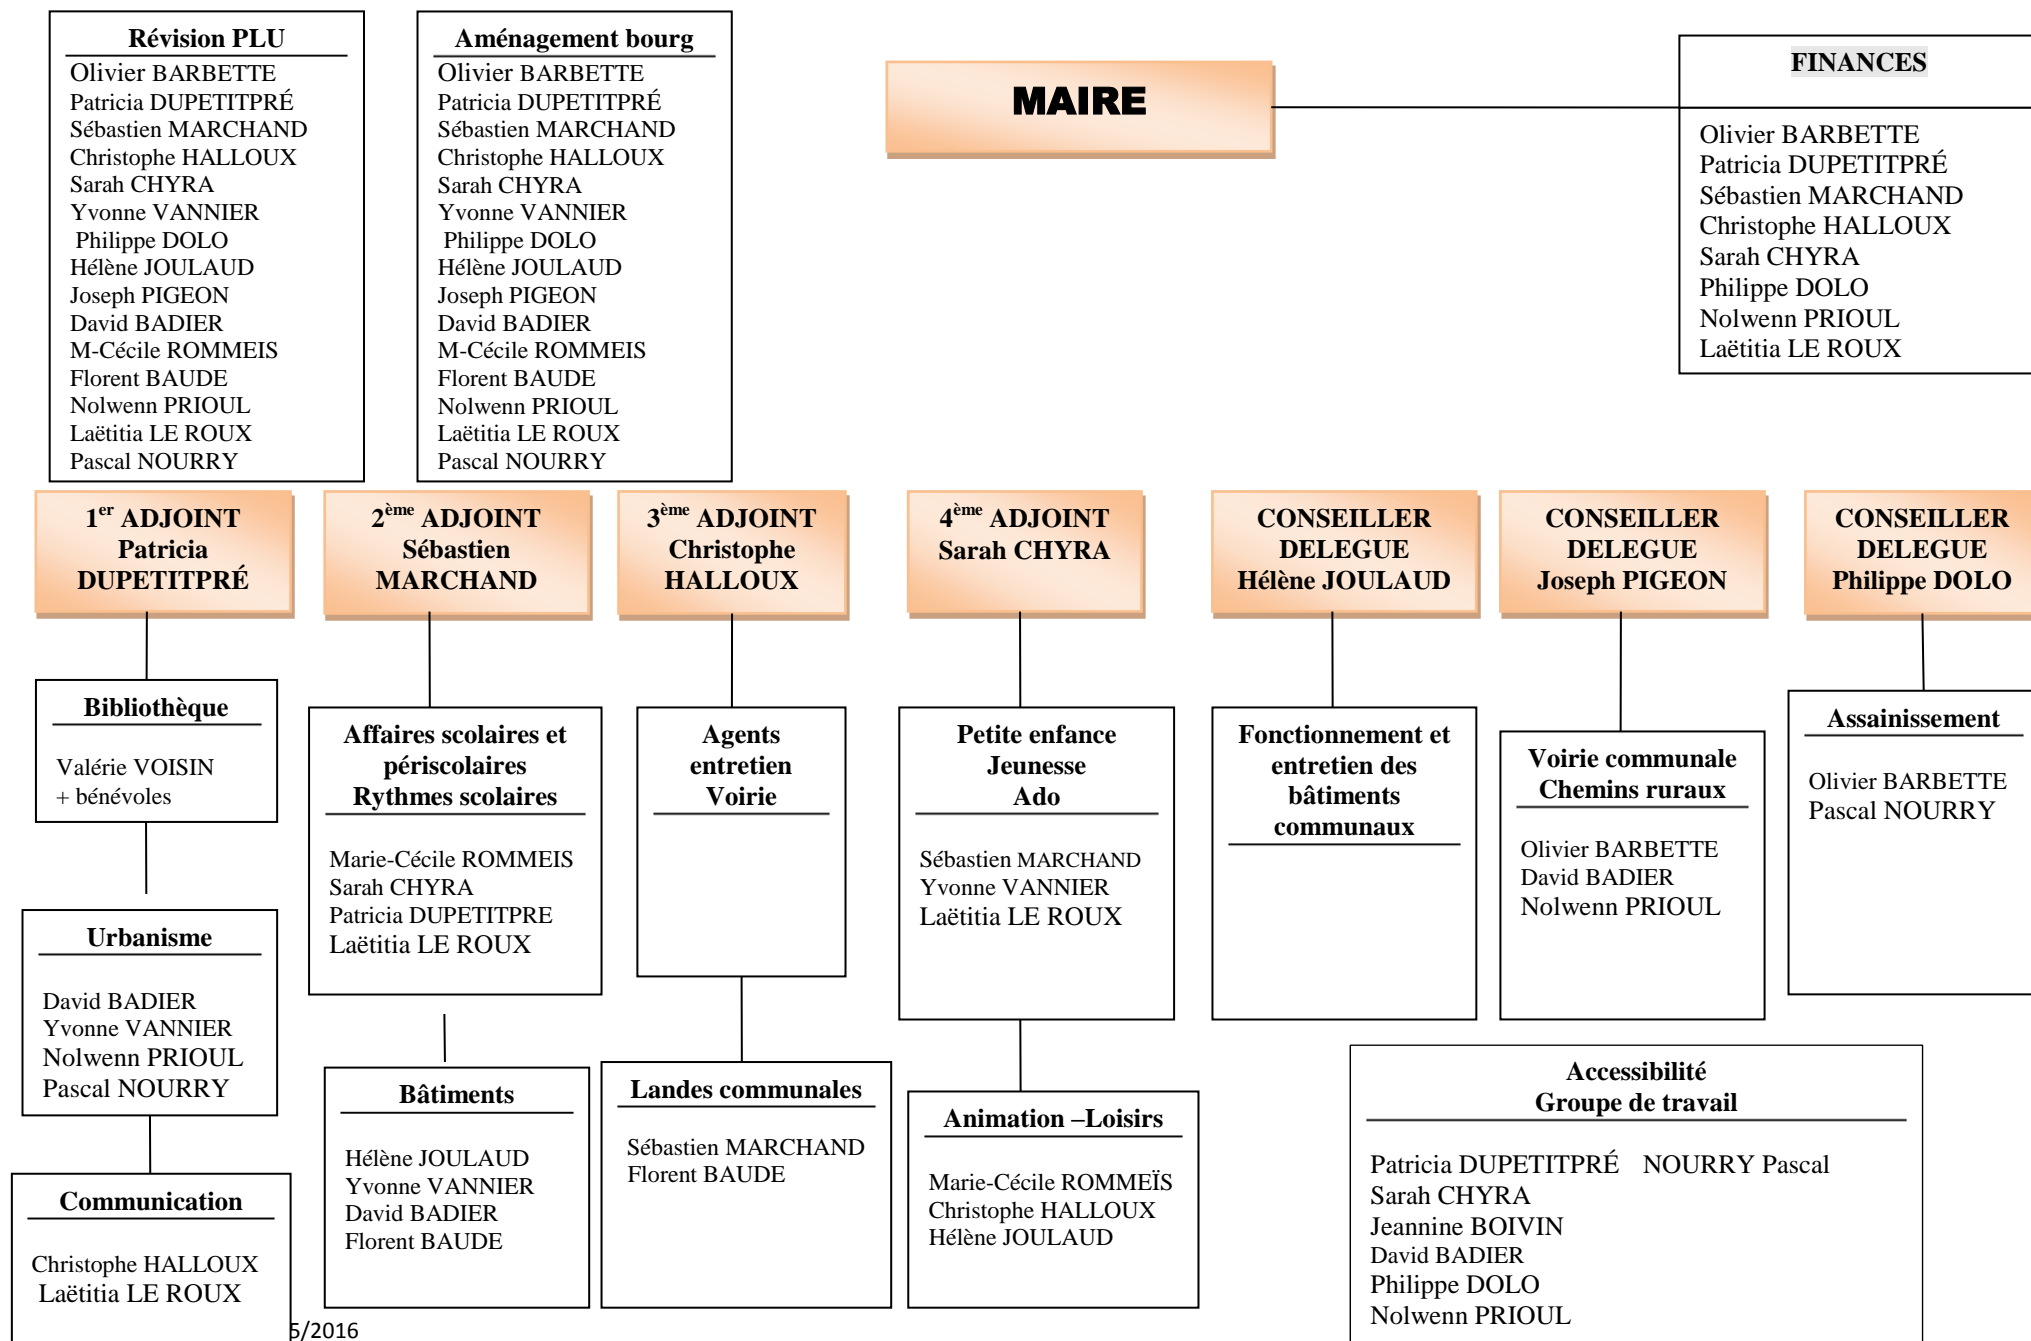 Révision PLU
Olivier BARBETTE
Patricia DUPETITPRÉ
Sébastien MARCHAND
Christophe HALLOUX
Sarah CHYRA
Yvonne VANNIER
Philippe DOLO
Hélène JOULAUD
Joseph PIGEON
David BADIER
M-Cécile ROMMEIS
Florent BAUDE
Nolwenn PRIOUL
Laëtitia LE ROUX
Pascal NOURRY
Aménagement bourg
Olivier BARBETTE
Patricia DUPETITPRÉ
Sébastien MARCHAND
Christophe HALLOUX
Sarah CHYRA
Yvonne VANNIER
Philippe DOLO
Hélène JOULAUD
Joseph PIGEON
David BADIER
M-Cécile ROMMEIS
Florent BAUDE
Nolwenn PRIOUL
Laëtitia LE ROUX
Pascal NOURRY
MAIRE
FINANCES
Olivier BARBETTE
Patricia DUPETITPRÉ
Sébastien MARCHAND
Christophe HALLOUX
Sarah CHYRA
Philippe DOLO
Nolwenn PRIOUL
Laëtitia LE ROUX
1er ADJOINT
Patricia
DUPETITPRÉ
2ème ADJOINT
Sébastien
MARCHAND
3ème ADJOINT
Christophe
HALLOUX
4ème ADJOINT
Sarah CHYRA
CONSEILLER
DELEGUE
Hélène JOULAUD
CONSEILLER
DELEGUE
Joseph PIGEON
CONSEILLER
DELEGUE
Philippe DOLO
Bibliothèque
Valérie VOISIN
+ bénévoles
Urbanisme
David BADIER
Yvonne VANNIER
Nolwenn PRIOUL
Pascal NOURRY
Communication
Christophe HALLOUX
Laëtitia LE ROUX
Affaires scolaires et
périscolaires
Rythmes scolaires
Marie-Cécile ROMMEIS
Sarah CHYRA
Patricia DUPETITPRE
Laëtitia LE ROUX
Bâtiments
Hélène JOULAUD
Yvonne VANNIER
David BADIER
Florent BAUDE
Agents
entretien
Voirie
Landes communales
Sébastien MARCHAND
Florent BAUDE
Petite enfance
Jeunesse
Ado
Sébastien MARCHAND
Yvonne VANNIER
Laëtitia LE ROUX
Animation –Loisirs
Marie-Cécile ROMMEÏS
Christophe HALLOUX
Hélène JOULAUD
Fonctionnement et
entretien des
bâtiments
communaux
Voirie communale
Chemins ruraux
Olivier BARBETTE
David BADIER
Nolwenn PRIOUL
Assainissement
Olivier BARBETTE
Pascal NOURRY
Accessibilité
Groupe de travail
Patricia DUPETITPRÉ NOURRY Pascal
Sarah CHYRA
Jeannine BOIVIN
David BADIER
Philippe DOLO
Nolwenn PRIOUL
5/2016